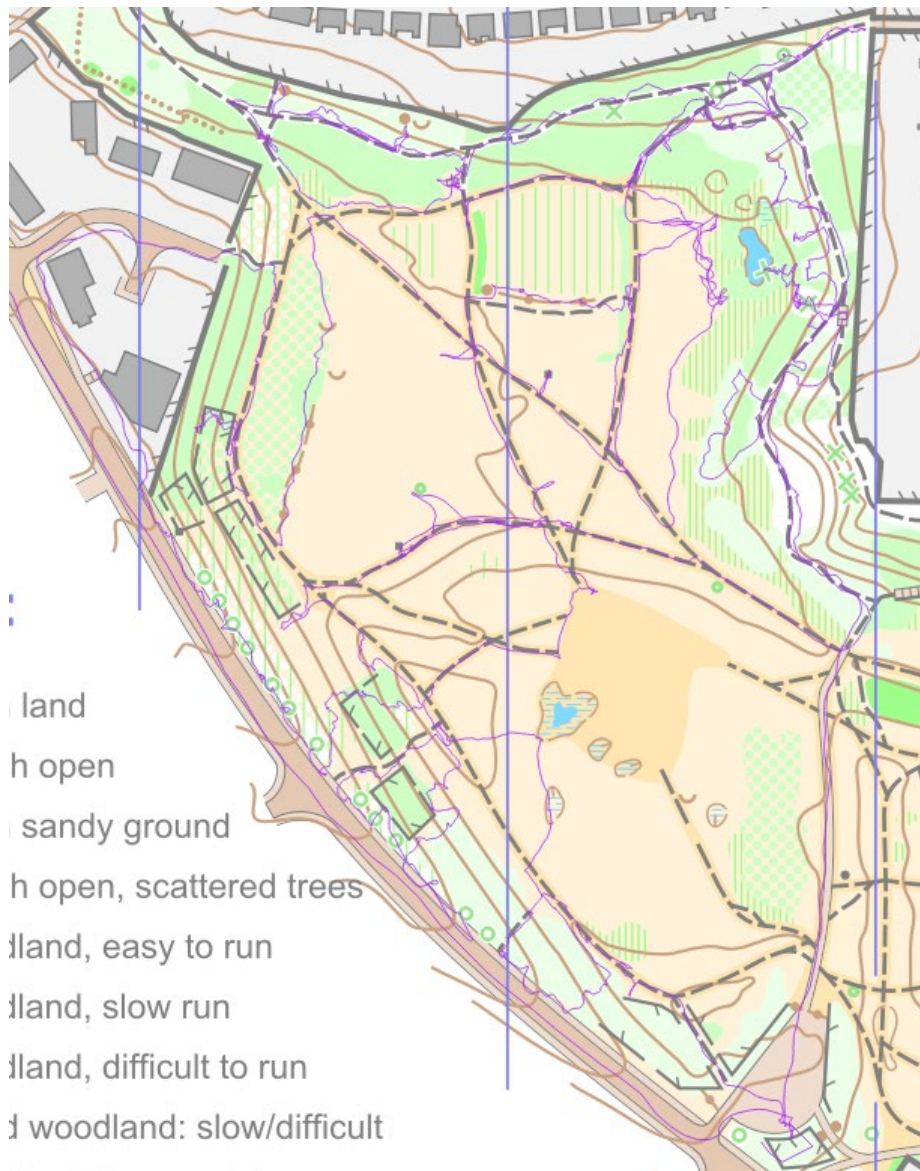 land
h open
sandy ground
h open, scattered trees
dland, easy to run
dland, slow run
dland, difficult to run
d woodland: slow/difficult